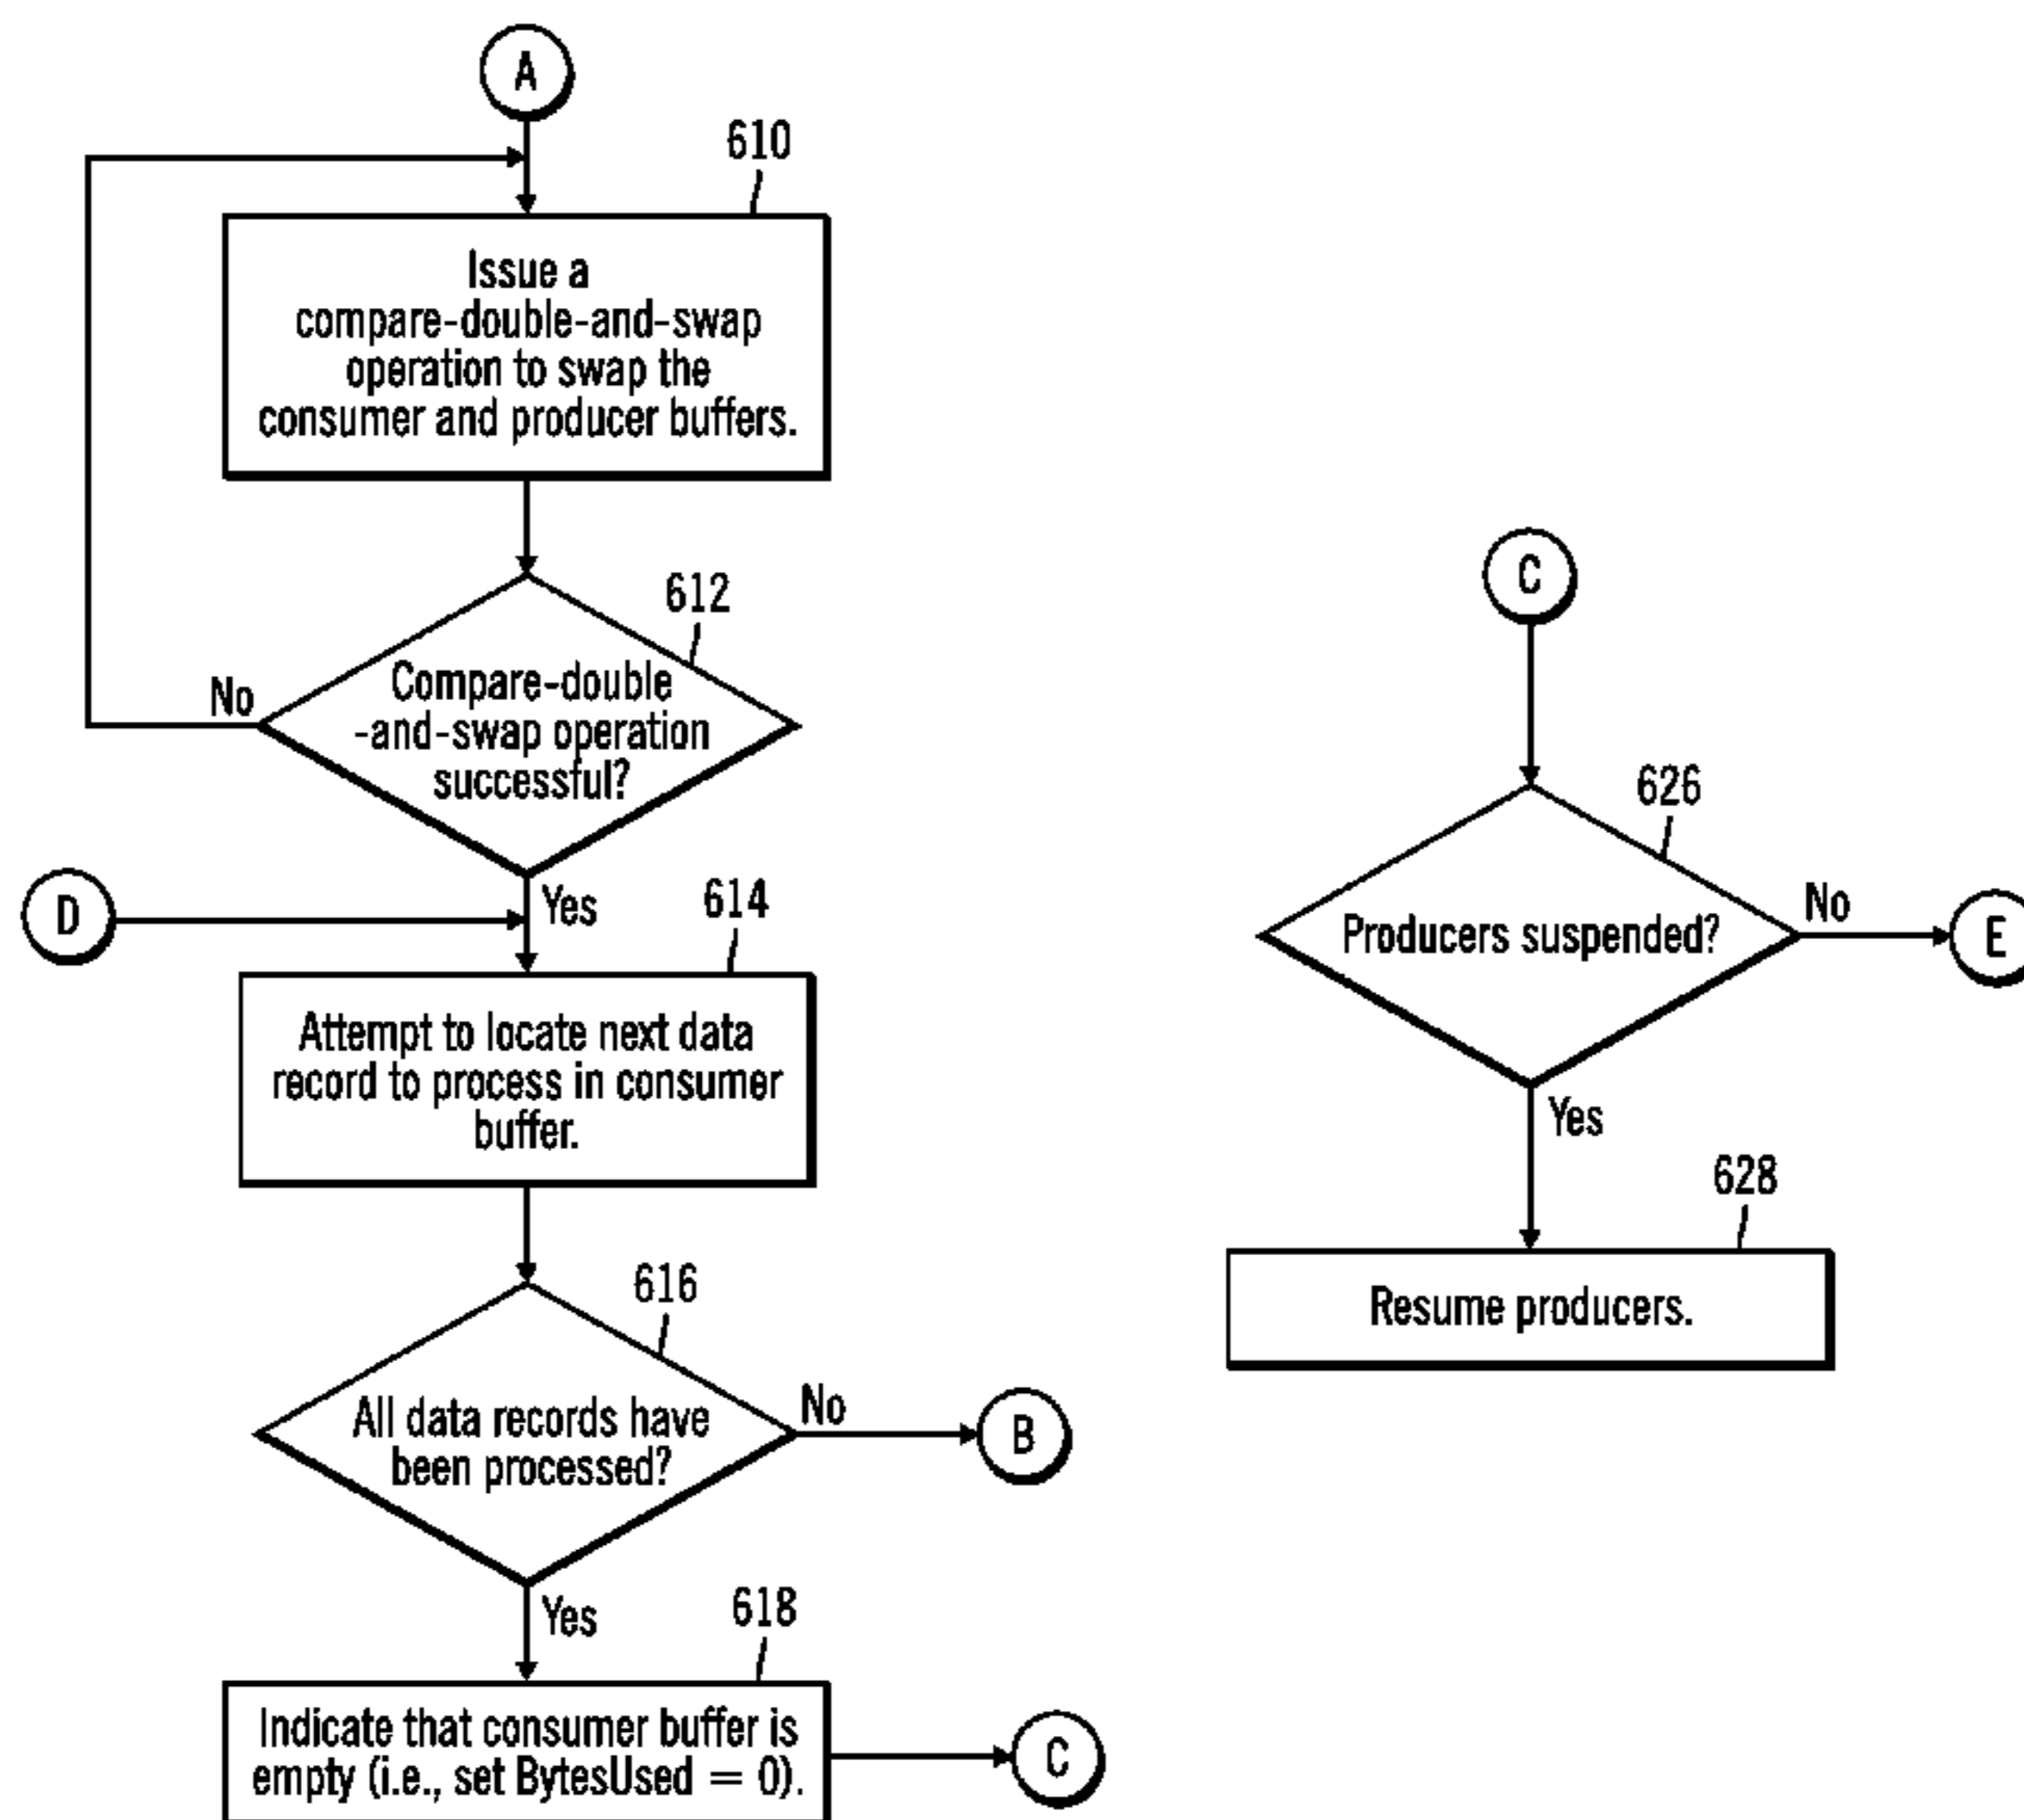 A
610
Issue a
compare-double-and-swap
operation to swap the
consumer and producer buffers.
612
Compare-double
-and-swap operation
successful?
No
Yes
D
614
Attempt to locate next data
record to process in consumer
buffer.
616
All data records have
been processed?
No
B
Yes
618
Indicate that consumer buffer is
empty (i.e., set BytesUsed = 0).
C
C
626
Producers suspended?
No
E
Yes
628
Resume producers.